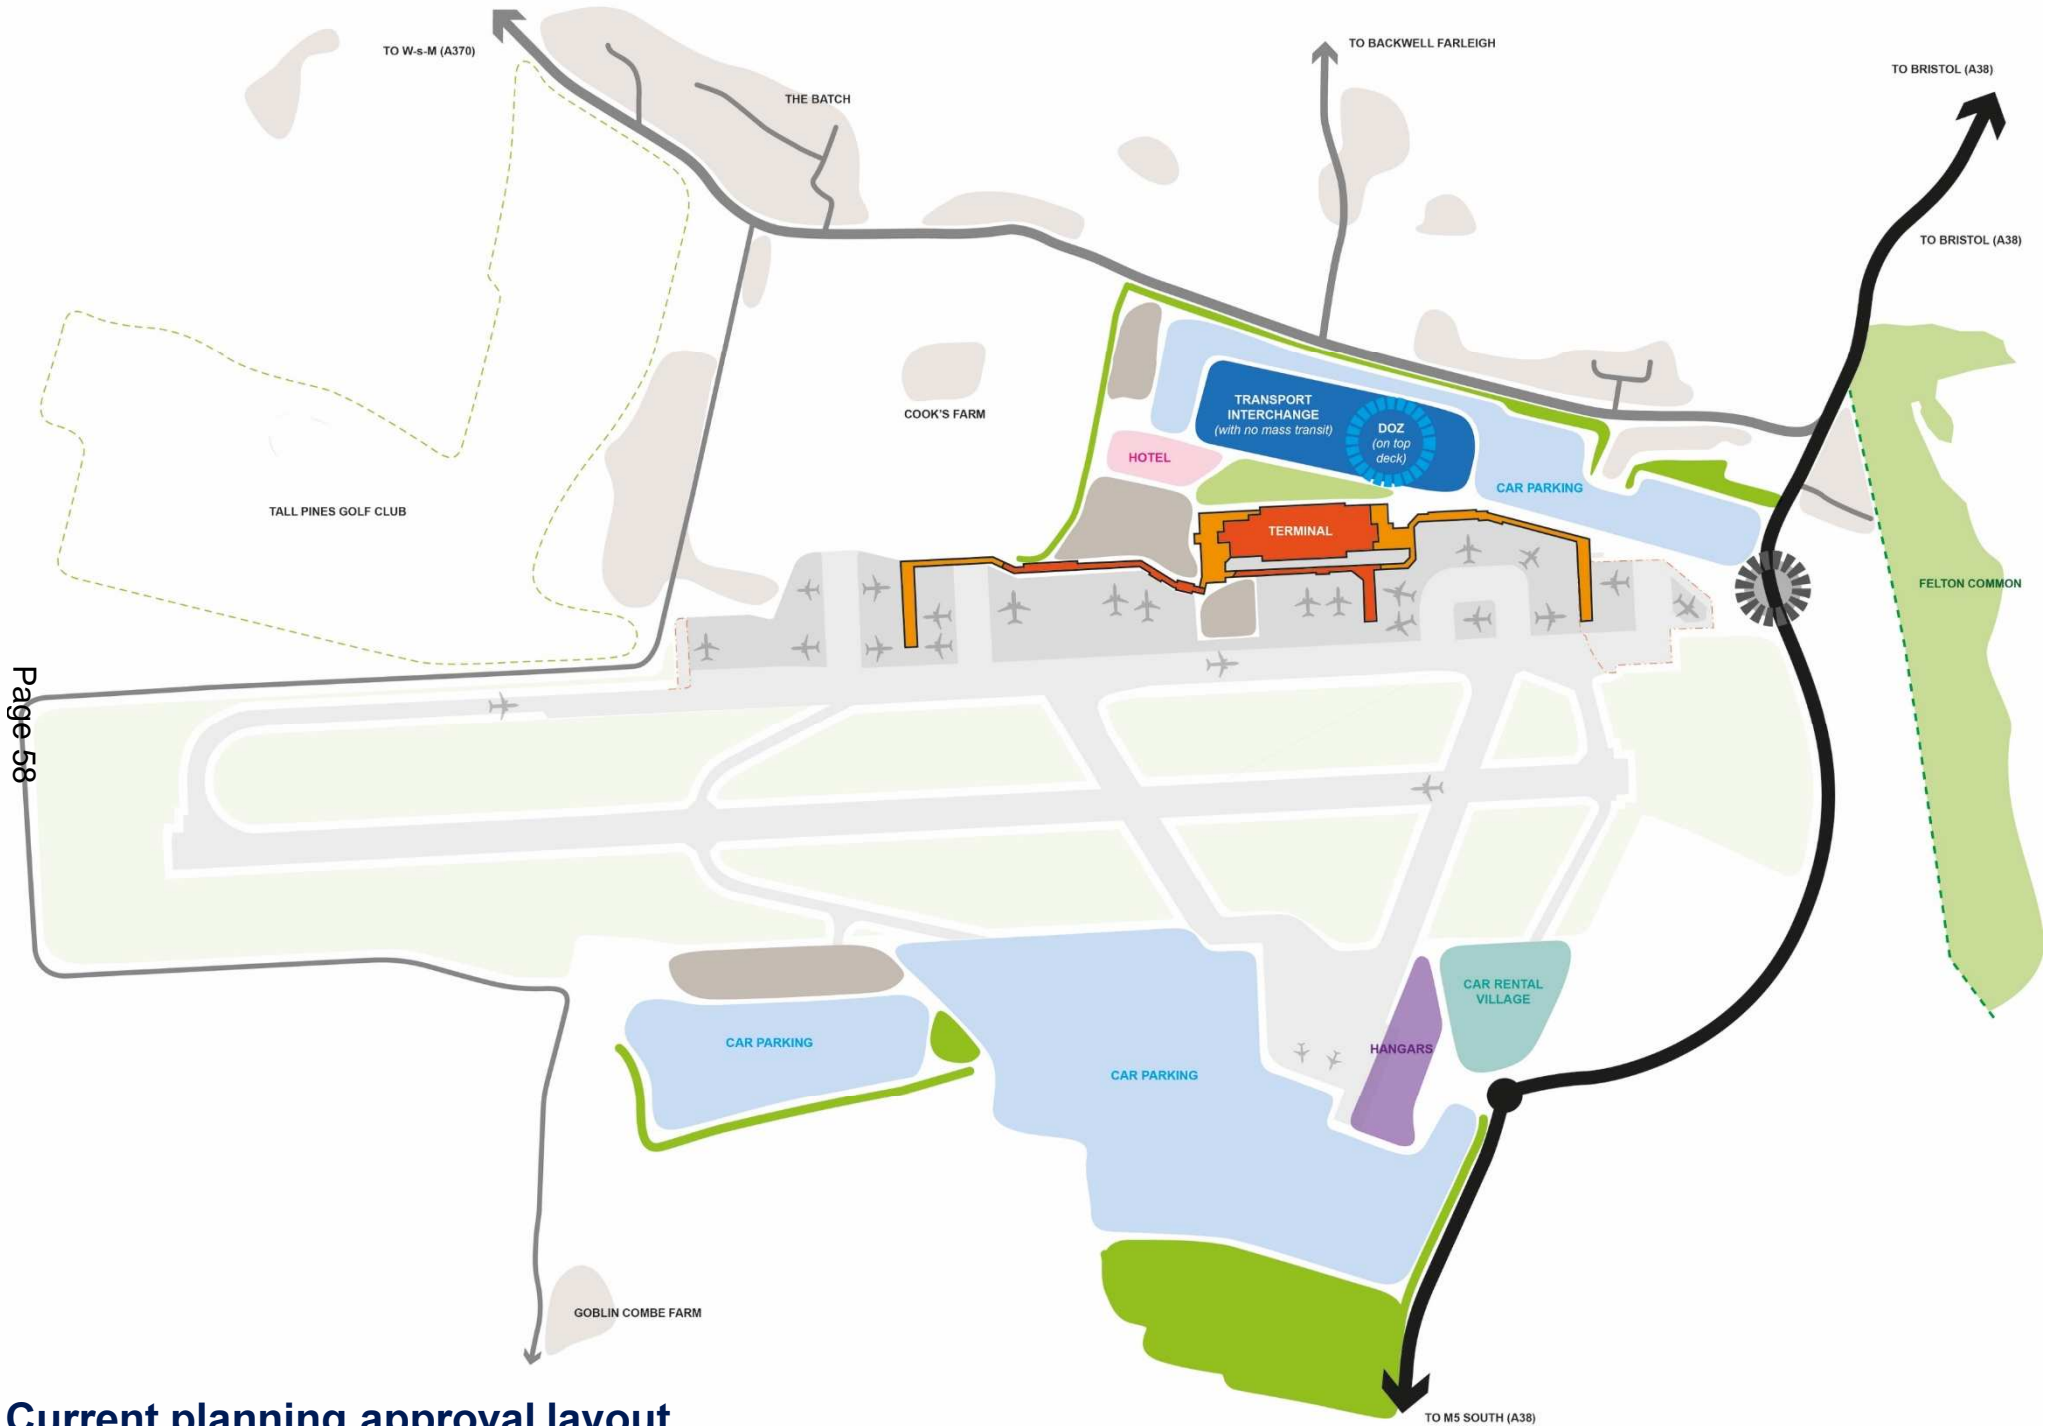 TO W-s-M (A370)
TO BACKWELL FARLEIGH
TO BRISTOL (A38)
THE BATCH
TO BRISTOL (A38)
TRANSPORT
INTERCHANGE
(with no mass transit)
DOZ
(on top
deck)
COOK'S FARM
HOTEL
CAR PARKING
TALL PINES GOLF CLUB
TERMINAL
FELTON COMMON
Page 58
CAR RENTAL
VILLAGE
CAR PARKING
HANGARS
CAR PARKING
GOBLIN COMBE FARM
Current planning approval layout
TO M5 SOUTH (A38)